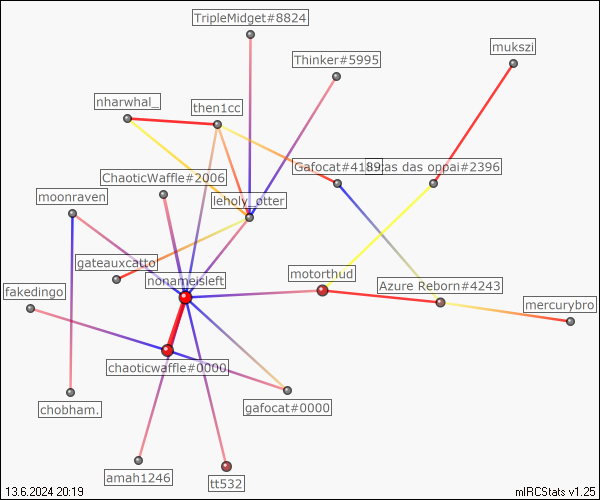 TripleMidget#8824
mukszi
Thinker#5995
nharwhal_
then1cc
Gafocat#4189
das oppai#2396
ChaoticWaffle#2006
moonraven
leholy_otter
gateauxcatto
motorthud
nonameisleft
Azure Reborn#4243
fakedingo
mercurybro
chaoticwaffle#0000
chobham.
gafocat#0000
amah1246
tt532
13.6.2024 20:19
mIRCStats v1.25